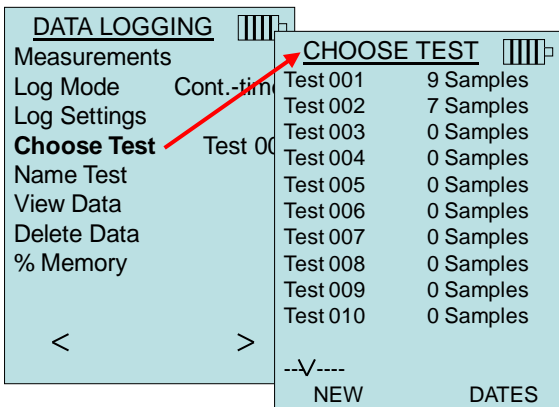 DATA LOGGING
Measurements
Log Mode Cont.-time
Log Settings
Choose Test Test 00
Name Test
View Data
Delete Data
% Memory
< >
CHOOSE TEST
Test 001 9 Samples
Test 002 7 Samples
Test 003 0 Samples
Test 004 0 Samples
Test 005 0 Samples
Test 006 0 Samples
Test 007 0 Samples
Test 008 0 Samples
Test 009 0 Samples
Test 010 0 Samples
--\/----
NEW DATES